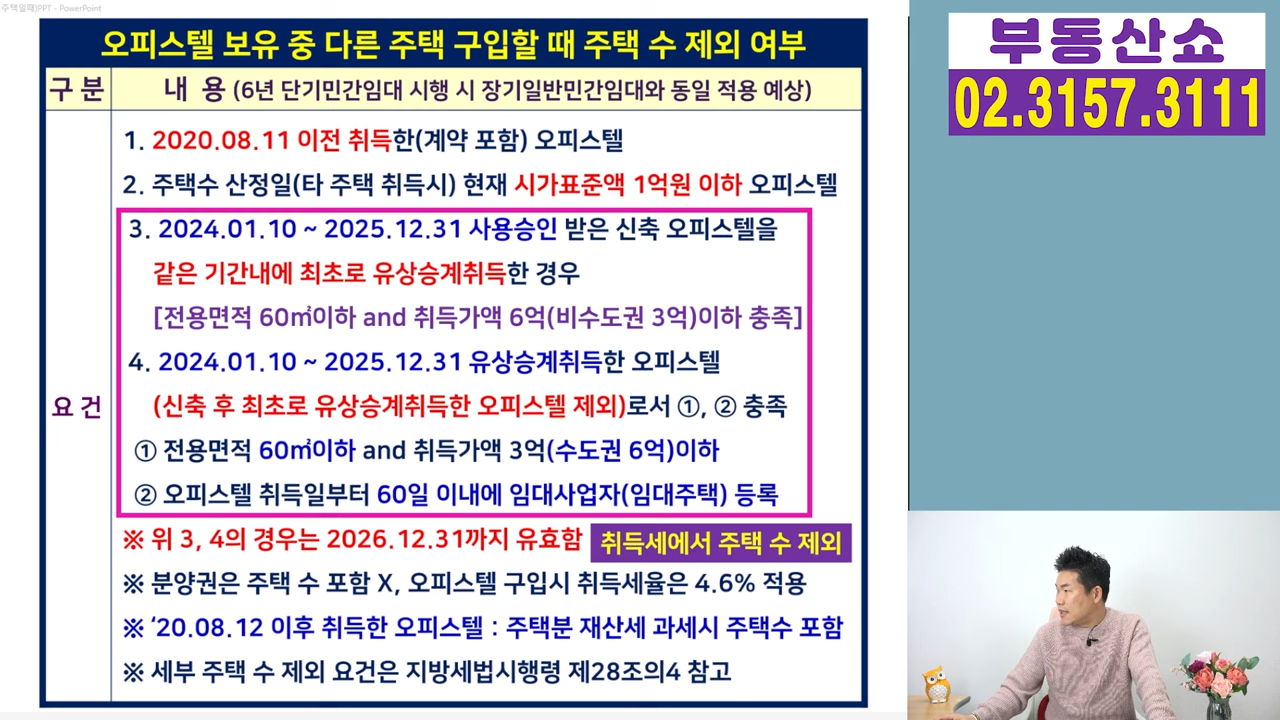 주택일때)PPT - PowerPoint
오피스텔 보유 중 다른 주택 구입할 때 주택 수 제외 여부
구 분
내 용 (6년 단기민간임대 시행 시 장기일반민간임대와 동일 적용 예상)
요 건
1. 2020.08.11 이전 취득한(계약 포함) 오피스텔
2. 주택수 산정일(타 주택 취득시) 현재 시가표준액 1억원 이하 오피스텔
3. 2024.01.10 ~ 2025.12.31 사용승인 받은 신축 오피스텔을
같은 기간내에 최초로 유상승계취득한 경우
[전용면적 60㎡이하 and 취득가액 6억(비수도권 3억)이하 충족]
4. 2024.01.10 ~ 2025.12.31 유상승계취득한 오피스텔
(신축 후 최초로 유상승계취득한 오피스텔 제외)로서 ①, ② 충족
① 전용면적 60㎡이하 and 취득가액 3억(수도권 6억)이하
② 오피스텔 취득일부터 60일 이내에 임대사업자(임대주택) 등록
※ 위 3, 4의 경우는 2026.12.31까지 유효함
취득세에서 주택 수 제외
※ 분양권은 주택 수 포함 X, 오피스텔 구입시 취득세율은 4.6% 적용
※ ‘20.08.12 이후 취득한 오피스텔 : 주택분 재산세 과세시 주택수 포함
※ 세부 주택 수 제외 요건은 지방세법시행령 제28조의4 참고
부동산쇼
02.3157.3111